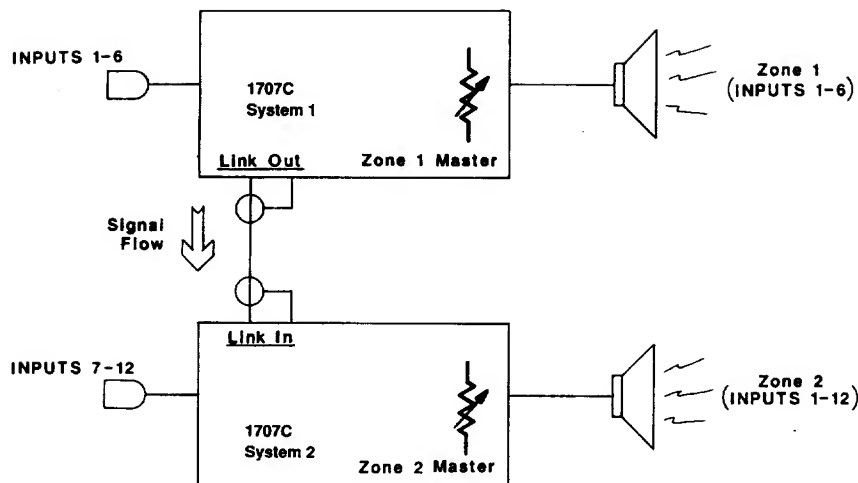 INPUTS 1-6
1707C
System 1
Link Out
Zone 1 Master
Zone 1
(INPUTS 1-6)
Signal
Flow
Link In
INPUTS 7-12
1707C
System 2
Zone 2 Master
Zone 2
(INPUTS 1-12)